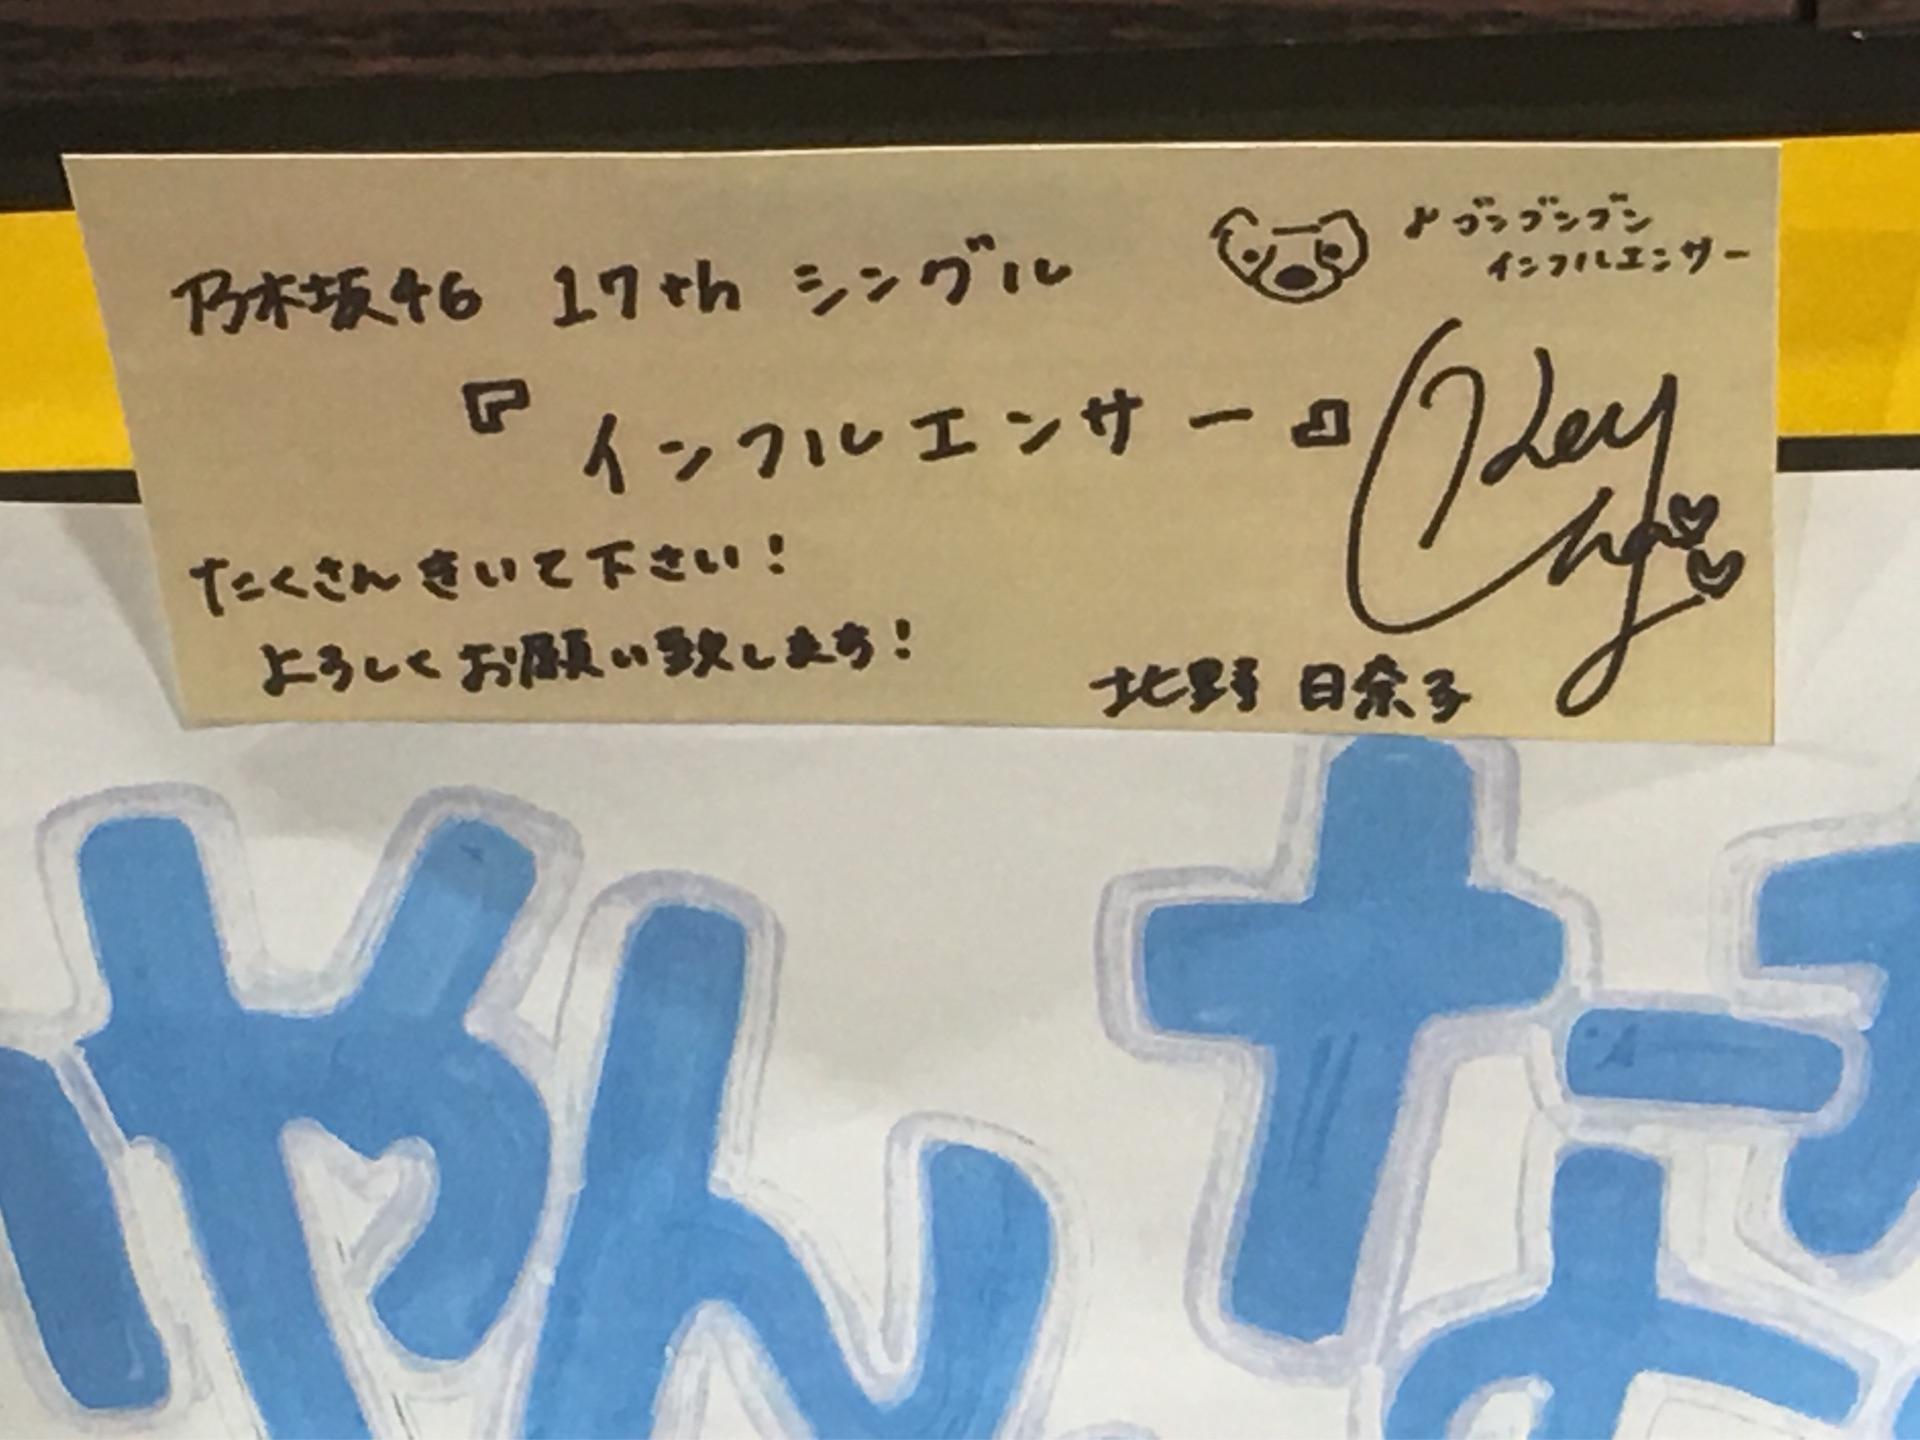 乃木坂46 17th シングル
♪ブンブンブン
インフルエンサー
『インフルエンサー』
たくさんきいて下さい!
よろしくお願い致します!
北野 日奈子
ゃん
な